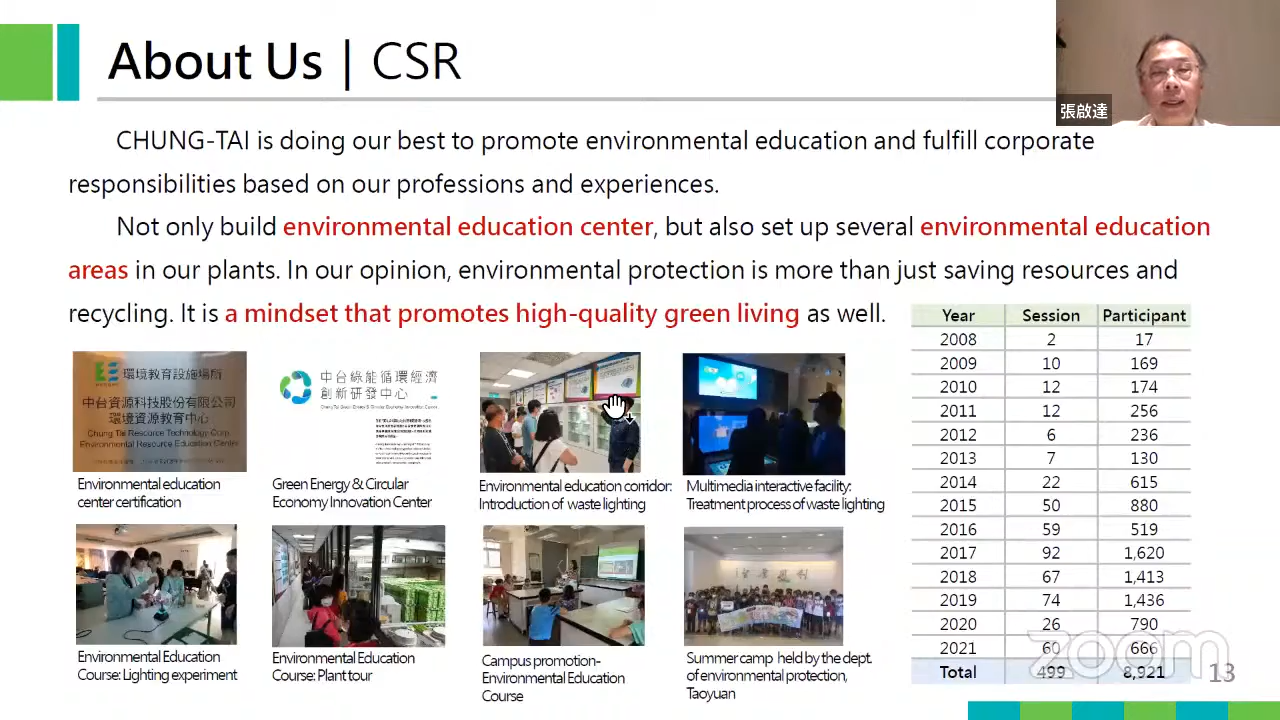 About Us | CSR
張啟達
CHUNG-TAI is doing our best to promote environmental education and fulfill corporate
responsibilities based on our professions and experiences.
Not only build environmental education center, but also set up several environmental education
areas in our plants. In our opinion, environmental protection is more than just saving resources and
recycling. It is a mindset that promotes high-quality green living as well.
環境教育設施場所
中台資源科技股份有限公司
環境資源教育中心
Chung Tai Resource Technology Corp.
Environmental Resource Education Center
Environmental education
center certification
中台綠能循環經濟
創新研發中心
Green Energy & Circular
Economy Innovation Center
Environmental education corridor:
Introduction of waste lighting
Multimedia interactive facility:
Treatment process of waste lighting
Environmental Education
Course: Lighting experiment
Environmental Education
Course: Plant tour
Campus promotion-
Environmental Education
Course
Summer camp held by the dept.
of environmental protection,
Taoyuan
Year Session Participant
2008 2 17
2009 10 169
2010 12 174
2011 12 256
2012 6 236
2013 7 130
2014 22 615
2015 50 880
2016 59 519
2017 92 1,620
2018 67 1,413
2019 74 1,436
2020 26 790
2021 60 666
Total 499 8,921
zoom
13